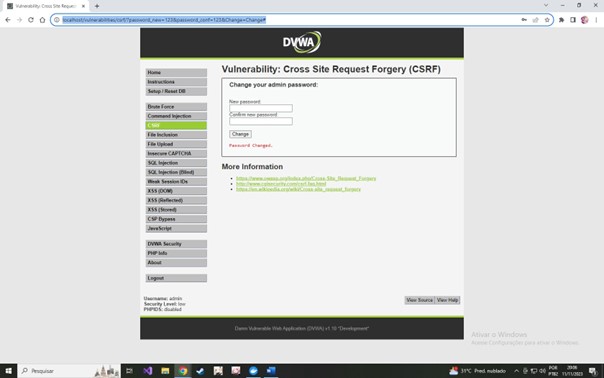 Vulnerability: Cross Site Reque
localhost/vulnerabilities/csrf/?password_new=123&password_conf=123&Change=Change#
DVWA
Home
Instructions
Setup / Reset DB
Brute Force
Command Injection
CSRF
File Inclusion
File Upload
Insecure CAPTCHA
SQL Injection
SQL Injection (Blind)
Weak Session IDs
XSS (DOM)
XSS (Reflected)
XSS (Stored)
CSP Bypass
JavaScript
DVWA Security
PHP Info
About
Logout
Vulnerability: Cross Site Request Forgery (CSRF)
Change your admin password:
New password:
Confirm new password:
Change
Password Changed.
More Information
https://www.owasp.org/index.php/Cross-Site_Request_Forgery
http://www.cgisecurity.com/csrf-faq.html
https://en.wikipedia.org/wiki/Cross-site_request_forgery
Username: admin
Security Level: low
PHPIDS: disabled
View Source View Help
Damn Vulnerable Web Application (DVWA) v1.10 *Development*
Ativar o Windows
Acesse Configurações para ativar o Windows.
Pesquisar
31°C Pred. nublado
POR
PTB2
20:06
11/11/2023